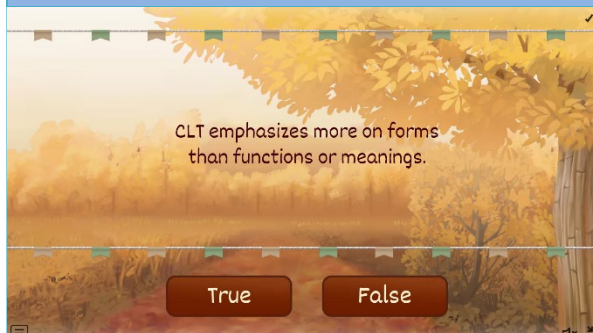 CLT emphasizes more on forms
than functions or meanings.
True
False